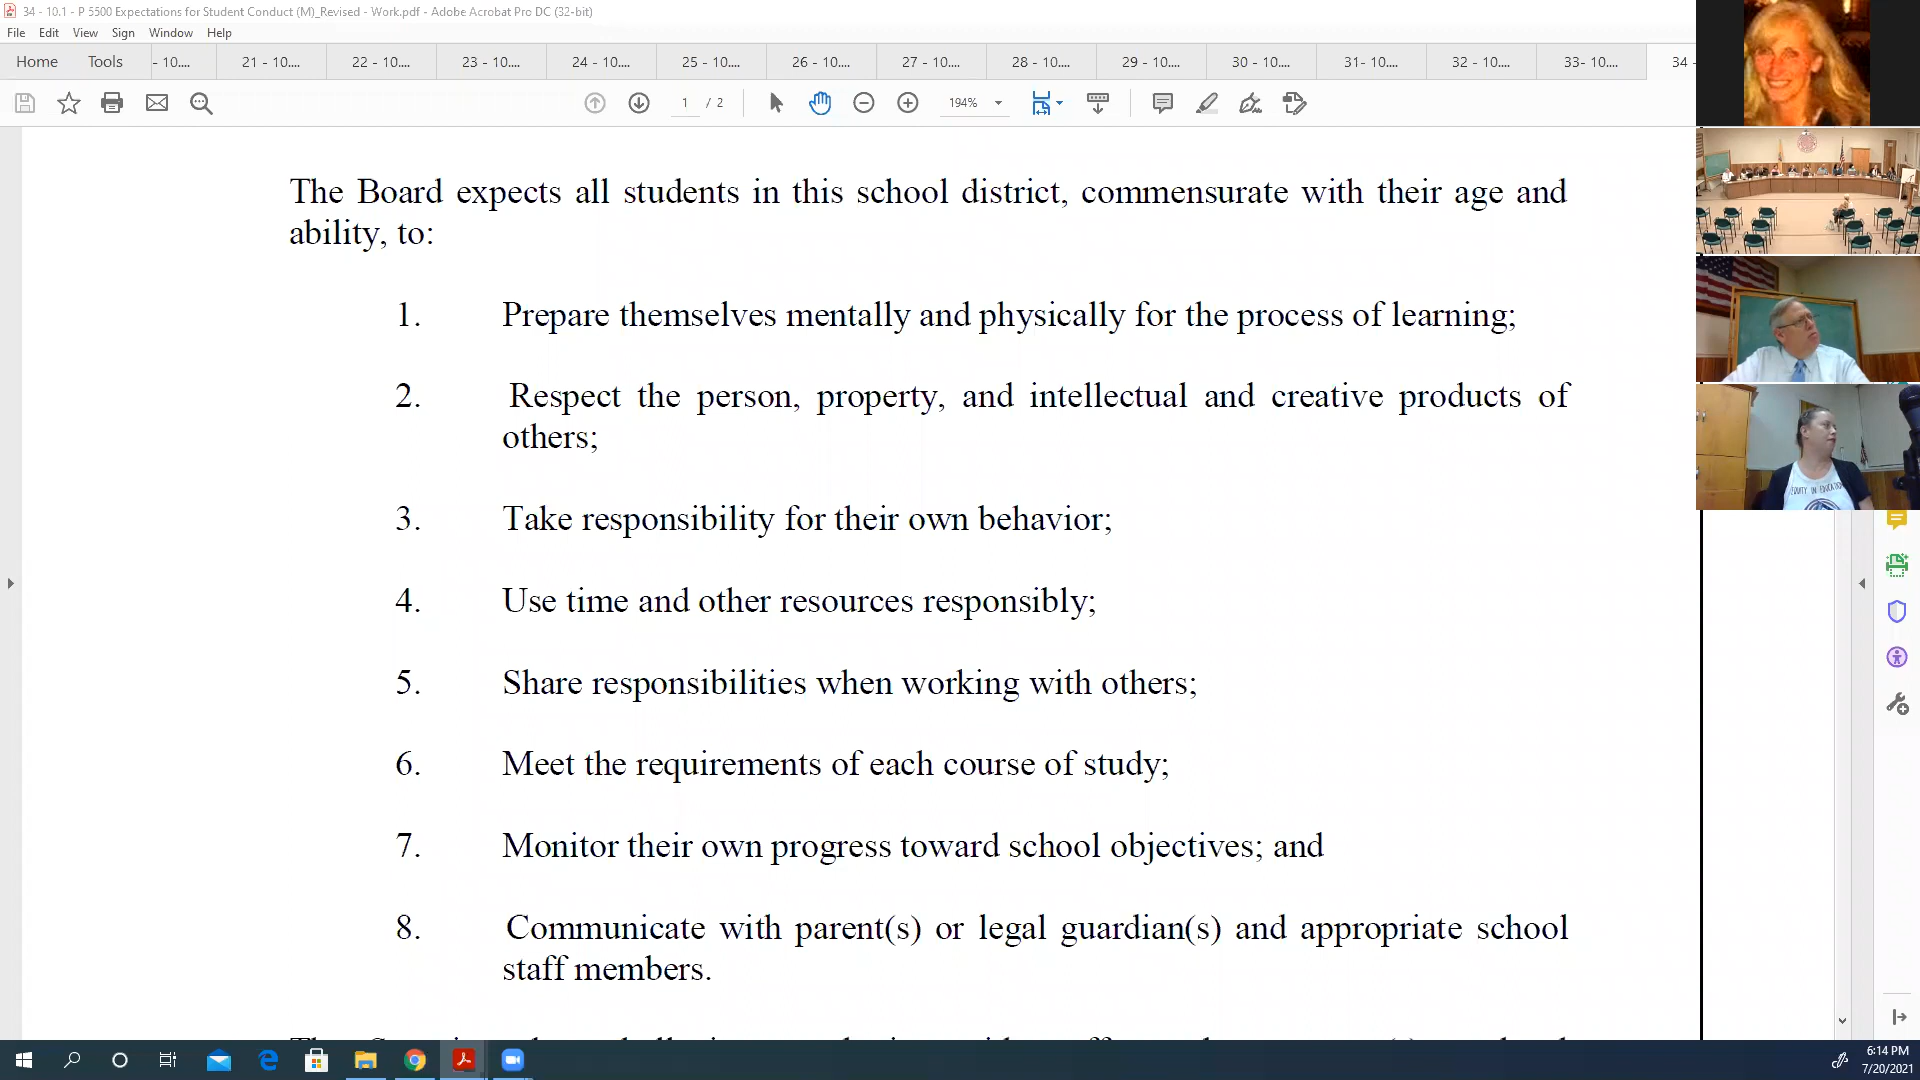 34 - 10.1 - P 5500 Expectations for Student Conduct (M)_Revised - Work.pdf - Adobe Acrobat Pro DC (32-bit)
File Edit View Sign Window Help
Home Tools - 10.... 21 - 10.... 22 - 10.... 23 - 10.... 24 - 10.... 25 - 10.... 26 - 10.... 27 - 10.... 28 - 10.... 29 - 10.... 30 - 10.... 31- 10.... 32 - 10.... 33- 10.... 34 -
1 / 2 194%
The Board expects all students in this school district, commensurate with their age and
ability, to:
1. Prepare themselves mentally and physically for the process of learning;
2. Respect the person, property, and intellectual and creative products of
others;
3. Take responsibility for their own behavior;
4. Use time and other resources responsibly;
5. Share responsibilities when working with others;
6. Meet the requirements of each course of study;
7. Monitor their own progress toward school objectives; and
8. Communicate with parent(s) or legal guardian(s) and appropriate school
staff members.
EQUITY IN EDUCATION
6:14 PM
7/20/2021